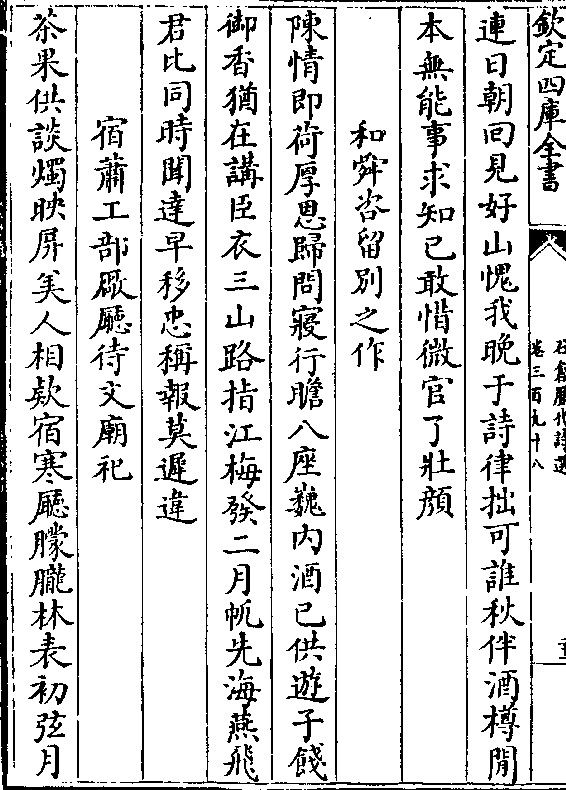 欽定四庫全書
石倉歷代詩選
卷三百九十八
連日朝回見好山愧我晚于詩律拙可誰秋伴酒樽閒
本無能事求知已敢惜微官了壯顔
和舜咨留别之作
陳情即荷厚恩歸問寢行瞻八座巍内酒已供遊子餞
御香猶在講臣衣三山路指江梅發二月帆先海燕飛
君比同時聞達早移忠稱報莫遲違
宿蕭工部廠廳待文廟祀
茶果供談燭映屏美人相欵宿寒廳朦朧林表初弦月